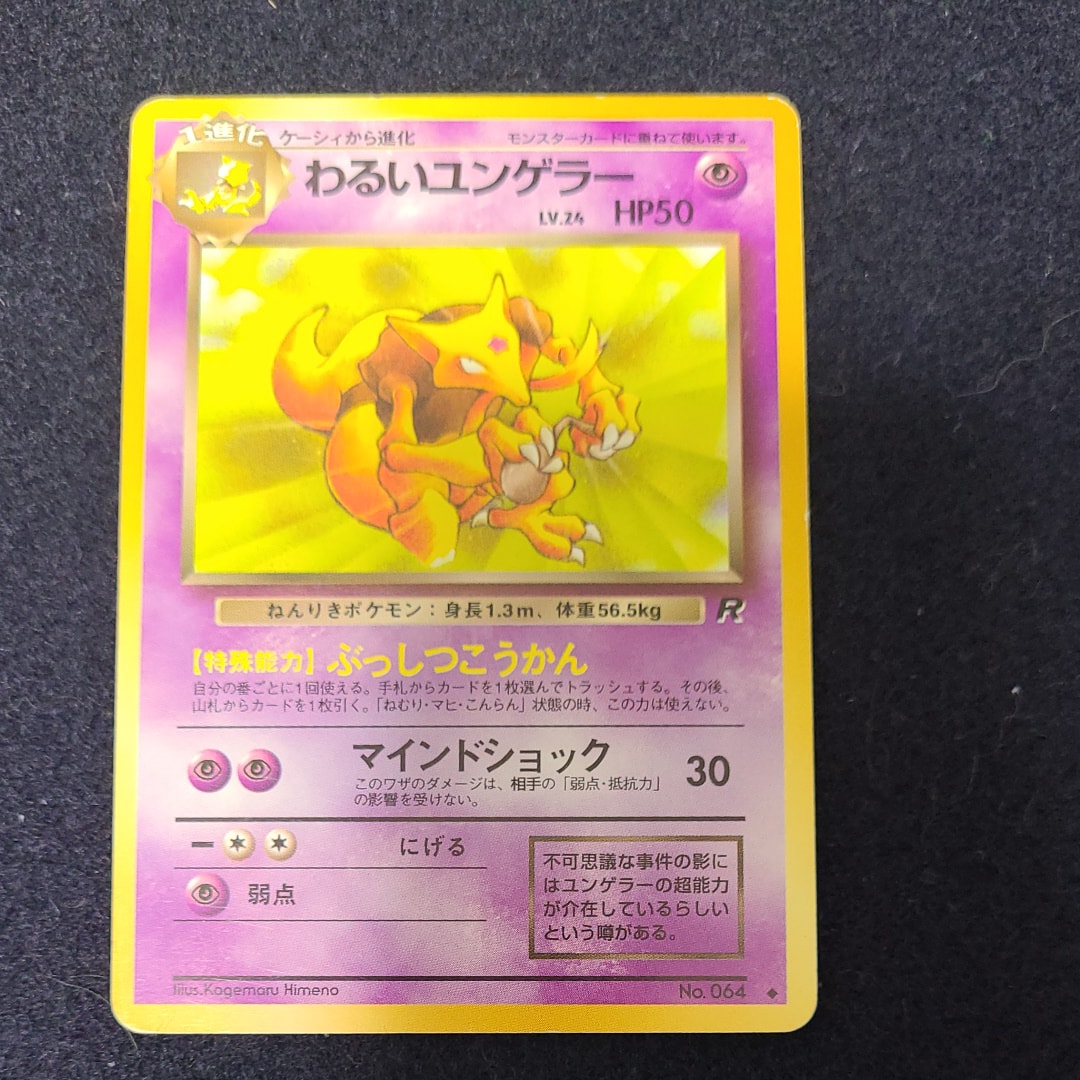 1進化 ケーシィから進化 モンスターカードに重ねて使います。
わるいユンゲラー
LV.24 HP50
ねんりきポケモン：身長1.3m、体重56.5kg R
【特殊能力】ぶっしつこうかん
自分の番ごとに1回使える。手札からカードを1枚選んでトラッシュする。その後、
山札からカードを1枚引く。「ねむり・マヒ・こんらん」状態の時、この力は使えない。
マインドショック 30
このワザのダメージは、相手の「弱点・抵抗力」
の影響を受けない。
にげる
弱点
不可思議な事件の影に
はユンゲラーの超能力
が介在しているらしい
という噂がある。
Illus.Kagemaru Himeno No. 064